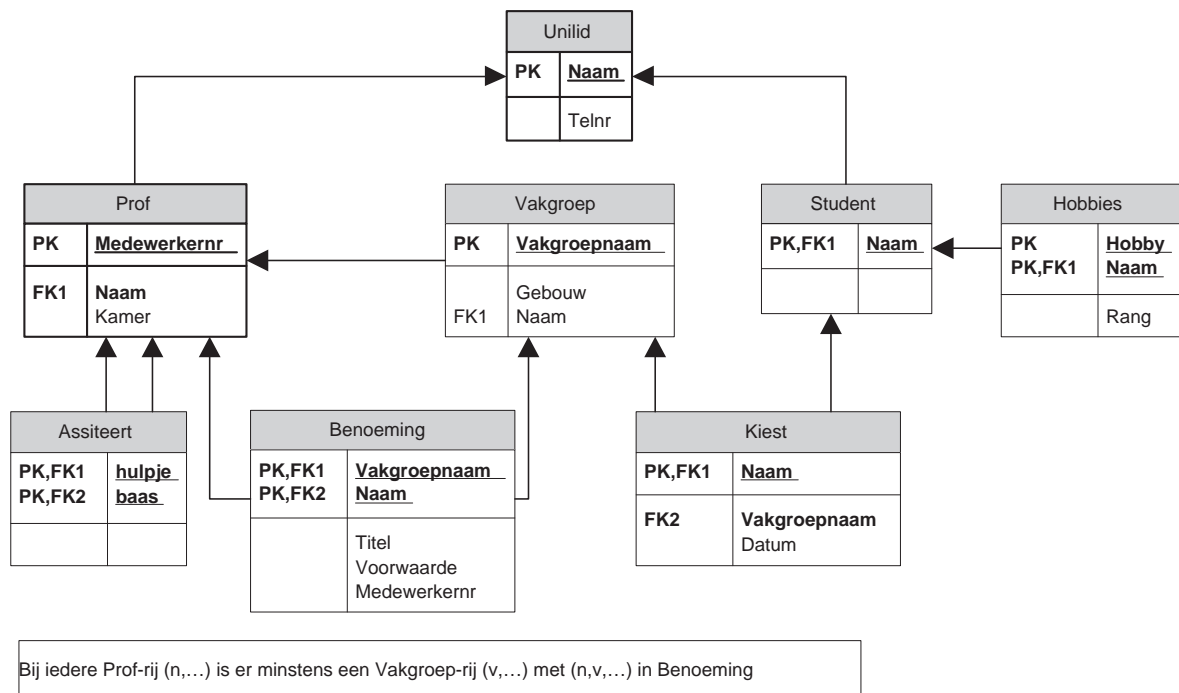 Unilid
PK Naam
Telnr
Prof
PK Medewerkernr
FK1 Naam
Kamer
Vakgroep
PK Vakgroepnaam
Gebouw
FK1 Naam
Student
PK,FK1 Naam
Hobbies
PK Hobby
PK,FK1 Naam
Rang
Assiteert
PK,FK1 hulpje
PK,FK2 baas
Benoeming
PK,FK1 Vakgroepnaam
PK,FK2 Naam
Titel
Voorwaarde
Medewerkernr
Kiest
PK,FK1 Naam
FK2 Vakgroepnaam
Datum
Bij iedere Prof-rij (n,…) is er minstens een Vakgroep-rij (v,…) met (n,v,…) in Benoeming